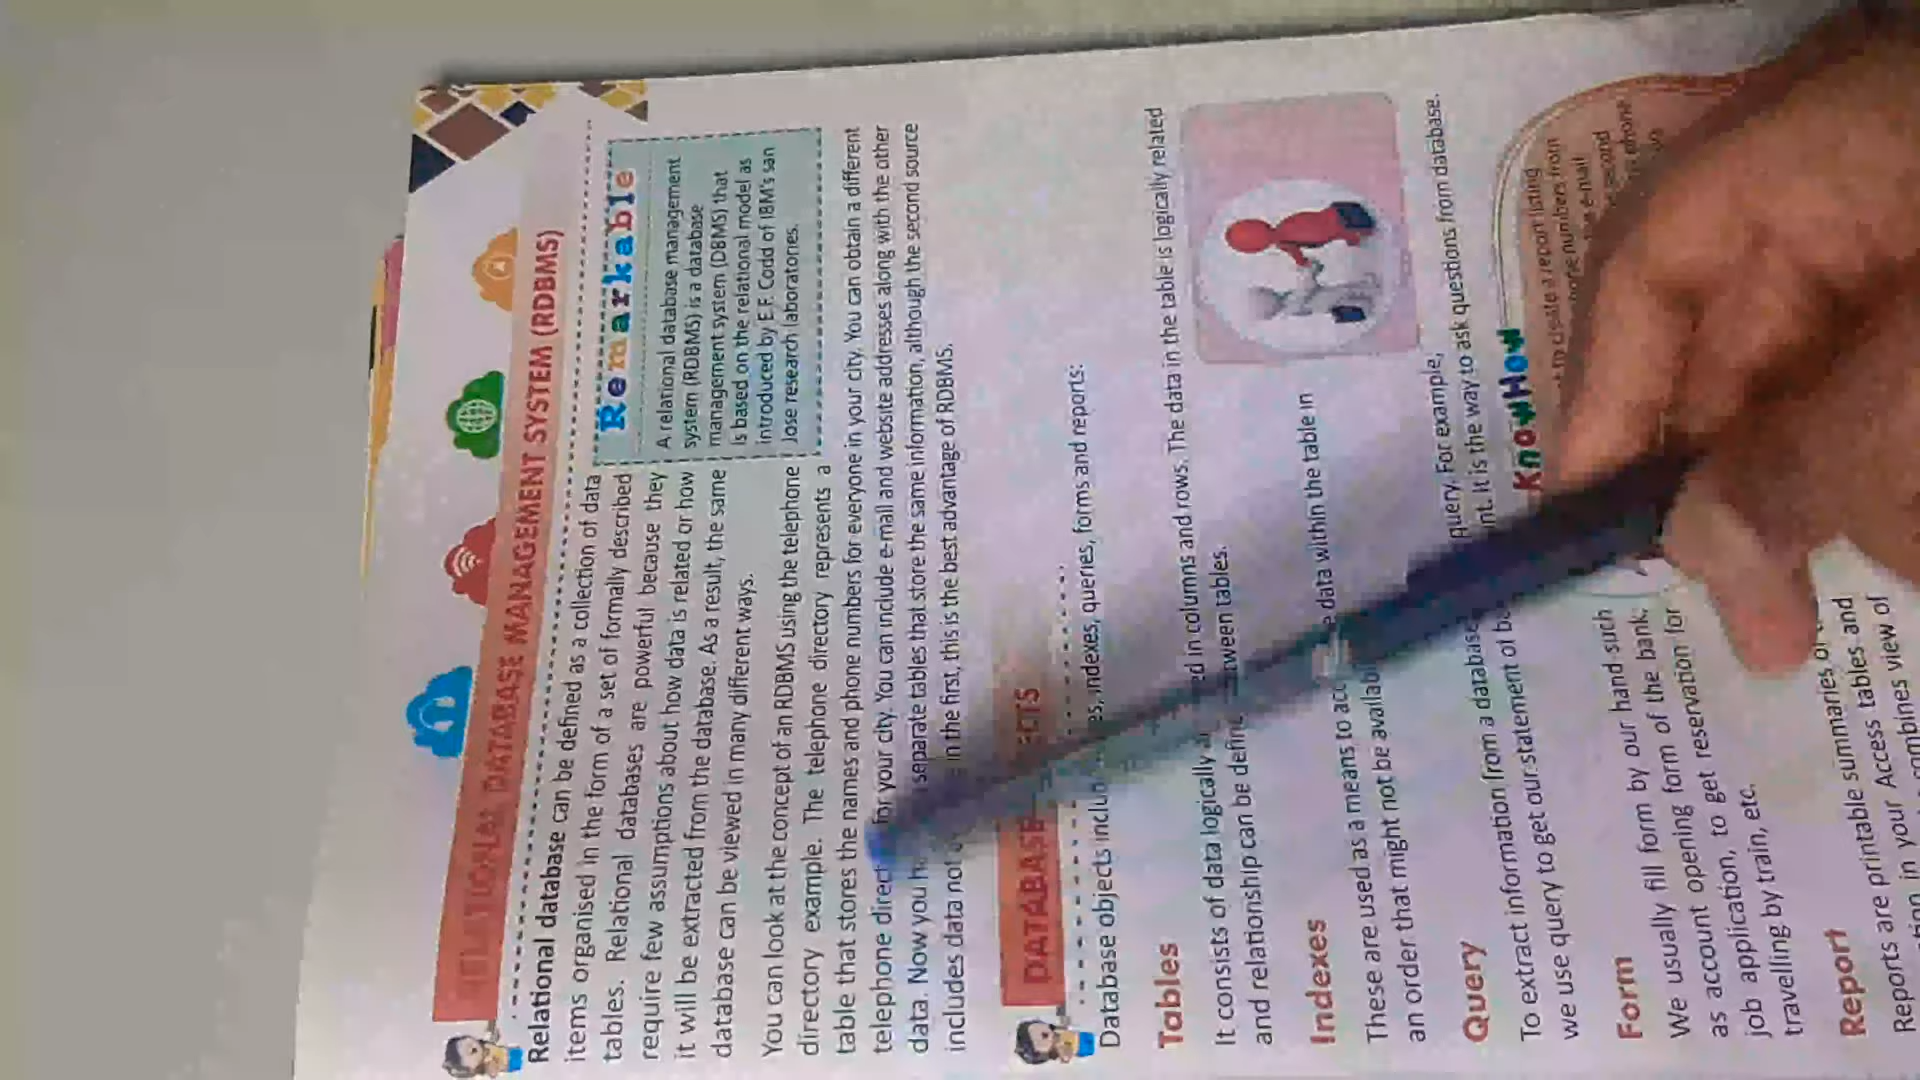 RELATIONAL DATABASE MANAGEMENT SYSTEM (RDBMS)
Relational database can be defined as a collection of data
items organised in the form of a set of formally described
tables. Relational databases are powerful because they
require few assumptions about how data is related or how
it will be extracted from the database. As a result, the same
database can be viewed in many different ways.
Remarkable
A relational database management
system (RDBMS) is a database
management system (DBMS) that
is based on the relational model as
introduced by E.F. Codd of IBM's san
Jose research laboratories.
You can look at the concept of an RDBMS using the telephone
directory example. The telephone directory represents a
table that stores the names and phone numbers for everyone in your city. You can obtain a different
telephone direct for your city. You can include e-mail and website addresses along with the other
data. Now you separate tables that store the same information, although the second source
includes data not in the first, this is the best advantage of RDBMS.
DATABASE
Database objects indexes, queries, forms and reports:
Tables
It consists of data logically in columns and rows. The data in the table is logically related
and relationship can be between tables.
Indexes
These are used as a means to data within the table in
an order that might not be
Query
To extract information from a database query. For example,
we use query to get our statement of It is the way to ask questions from database.
KnowHow
to create a report listing
numbers from
e-mail
second
phone
Form
We usually fill form by our hand such
as account opening form of the bank,
job application, to get reservation for
travelling by train, etc.
Report
Reports are printable summaries
in your Access tables and
combines view of